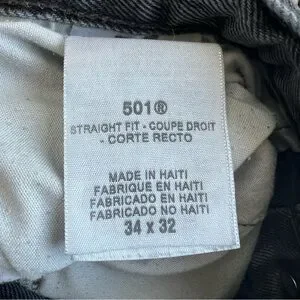 501®
STRAIGHT FIT - COUPE DROIT
- CORTE RECTO
MADE IN HAITI
FABRIQUE EN HAITI
FABRICADO EN HAITI
FABRICADO NO HAITI
34 x 32